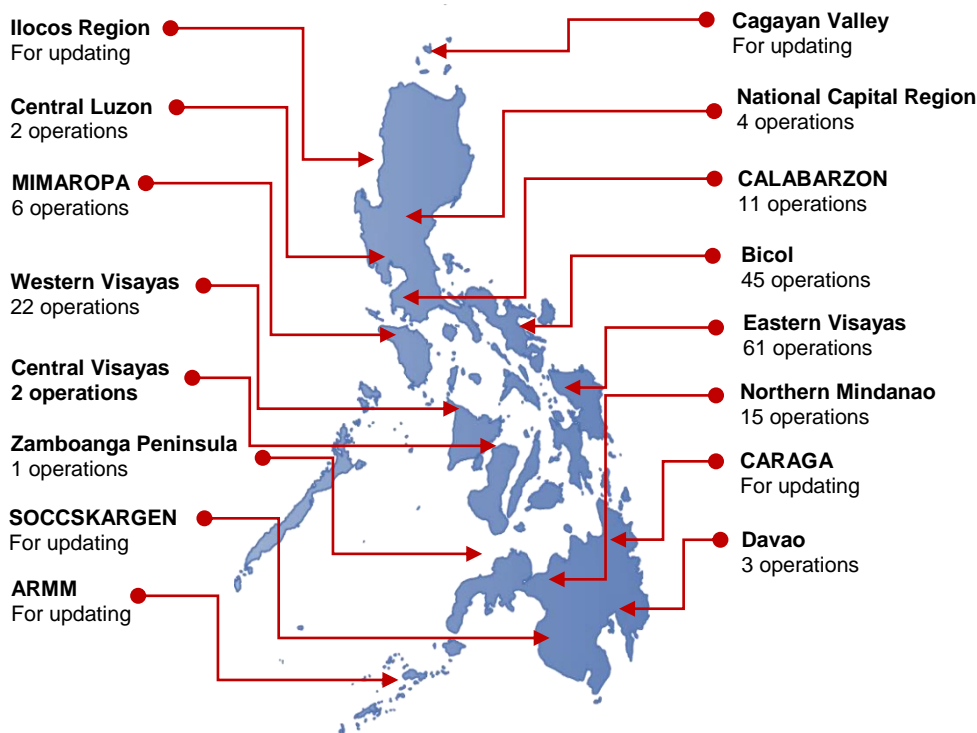 Ilocos Region
For updating
Central Luzon
2 operations
MIMAROPA
6 operations
Western Visayas
22 operations
Central Visayas
2 operations
Zamboanga Peninsula
1 operations
SOCCSKARGEN
For updating
ARMM
For updating
Cagayan Valley
For updating
National Capital Region
4 operations
CALABARZON
11 operations
Bicol
45 operations
Eastern Visayas
61 operations
Northern Mindanao
15 operations
CARAGA
For updating
Davao
3 operations